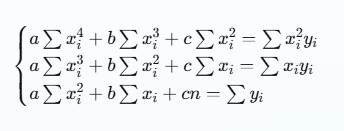 a∑x_i^4 + b∑x_i^3 + c∑x_i^2 = ∑x_i^2 y_i
a∑x_i^3 + b∑x_i^2 + c∑x_i = ∑x_i y_i
a∑x_i^2 + b∑x_i + cn = ∑y_i